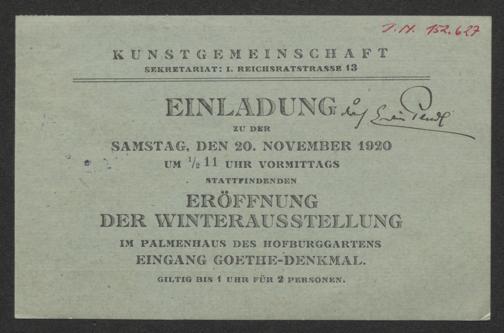 J.N. 152.627
KUNSTGEMEINSCHAFT
SEKRETARIAT: I. REICHSRATSTRASSE 13
EINLADUNG
ZU DER
SAMSTAG, DEN 20. NOVEMBER 1920
UM 1/2 11 UHR VORMITTAGS
STATTFINDENDEN
ERÖFFNUNG
DER WINTERAUSSTELLUNG
IM PALMENHAUS DES HOFBURGGARTENS
EINGANG GOETHE-DENKMAL.
GILTIG BIS 1 UHR FÜR 2 PERSONEN.